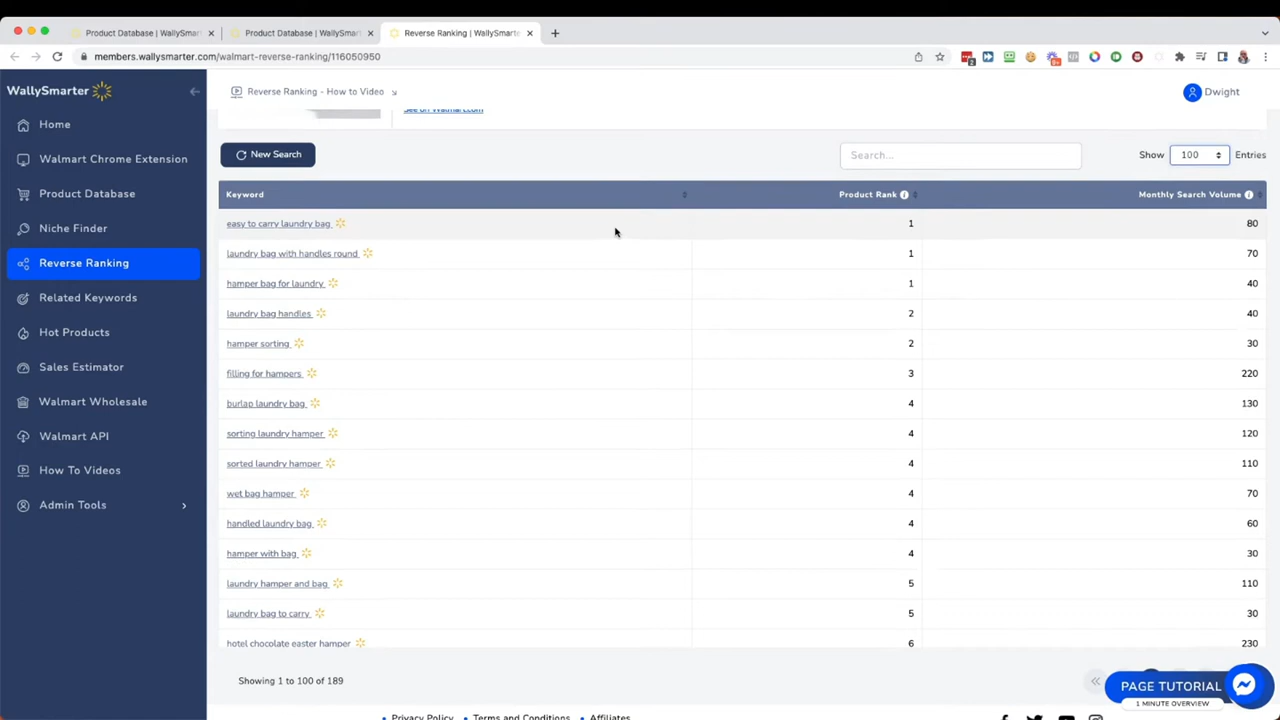 Product Database | WallySmar
Product Database | WallySmart
Reverse Ranking | WallySmarte
members.wallysmarter.com/walmart-reverse-ranking/116050950
WallySmarter
Reverse Ranking - How to Video
Dwight
Home
Walmart Chrome Extension
Product Database
Niche Finder
Reverse Ranking
Related Keywords
Hot Products
Sales Estimator
Walmart Wholesale
Walmart API
How To Videos
Admin Tools
See on Walmart.com
New Search
Search...
Show 100 Entries
Keyword Product Rank Monthly Search Volume
easy to carry laundry bag 1 80
laundry bag with handles round 1 70
hamper bag for laundry 1 40
laundry bag handles 2 40
hamper sorting 2 30
filling for hampers 3 220
burlap laundry bag 4 130
sorting laundry hamper 4 120
sorted laundry hamper 4 110
wet bag hamper 4 70
handled laundry bag 4 60
hamper with bag 4 30
laundry hamper and bag 5 110
laundry bag to carry 5 30
hotel chocolate easter hamper 6 230
Showing 1 to 100 of 189
«
PAGE TUTORIAL
1 MINUTE OVERVIEW
• Privacy Policy • Terms and Conditions • Affiliates